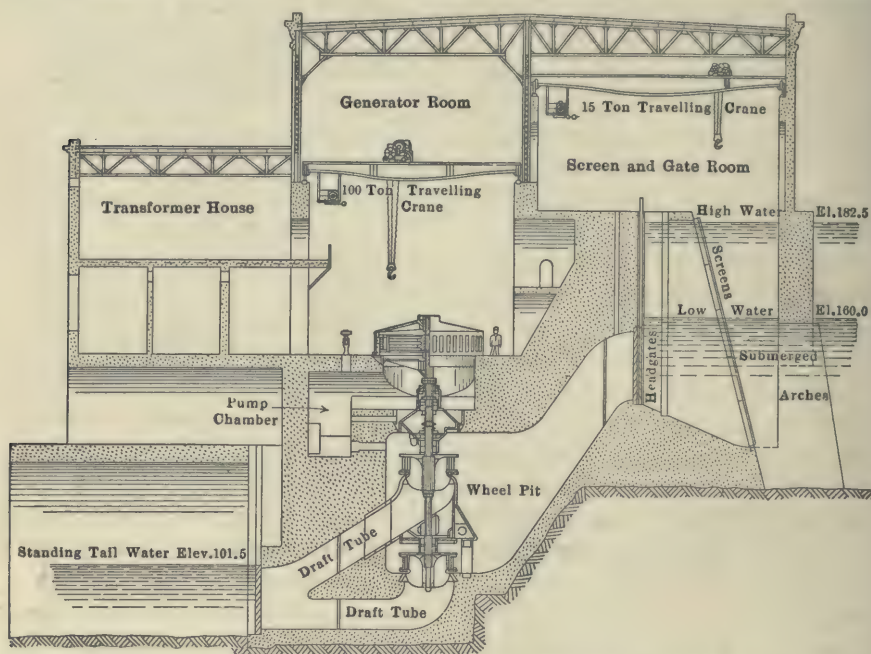 Generator Room
15 Ton Travelling Crane
Screen and Gate Room
100 Ton Travelling
Crane
Transformer House
High Water El.182.5
Screens
Low Water El.160.0
Headgates
Submerged
Arches
Pump
Chamber
Wheel Pit
Standing Tail Water Elev.101.5
Draft Tube
Draft Tube